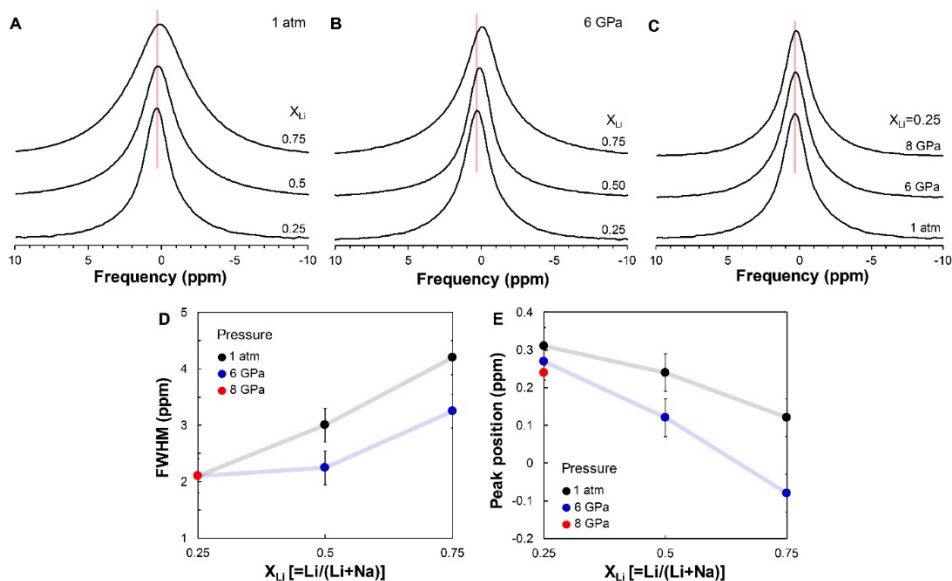 A
1 atm
X_Li
0.75
0.5
0.25
10 5 0 -5 -10
Frequency (ppm)
B
6 GPa
X_Li
0.75
0.50
0.25
10 5 0 -5 -10
Frequency (ppm)
C
X_Li=0.25
8 GPa
6 GPa
1 atm
10 5 0 -5 -10
Frequency (ppm)
D
Pressure
1 atm
6 GPa
8 GPa
FWHM (ppm)
5
4
3
2
1
0.25 0.5 0.75
X_Li [=Li/(Li+Na)]
E
Pressure
1 atm
6 GPa
8 GPa
Peak position (ppm)
0.4
0.3
0.2
0.1
0
-0.1
-0.2
0.25 0.5 0.75
X_Li [=Li/(Li+Na)]